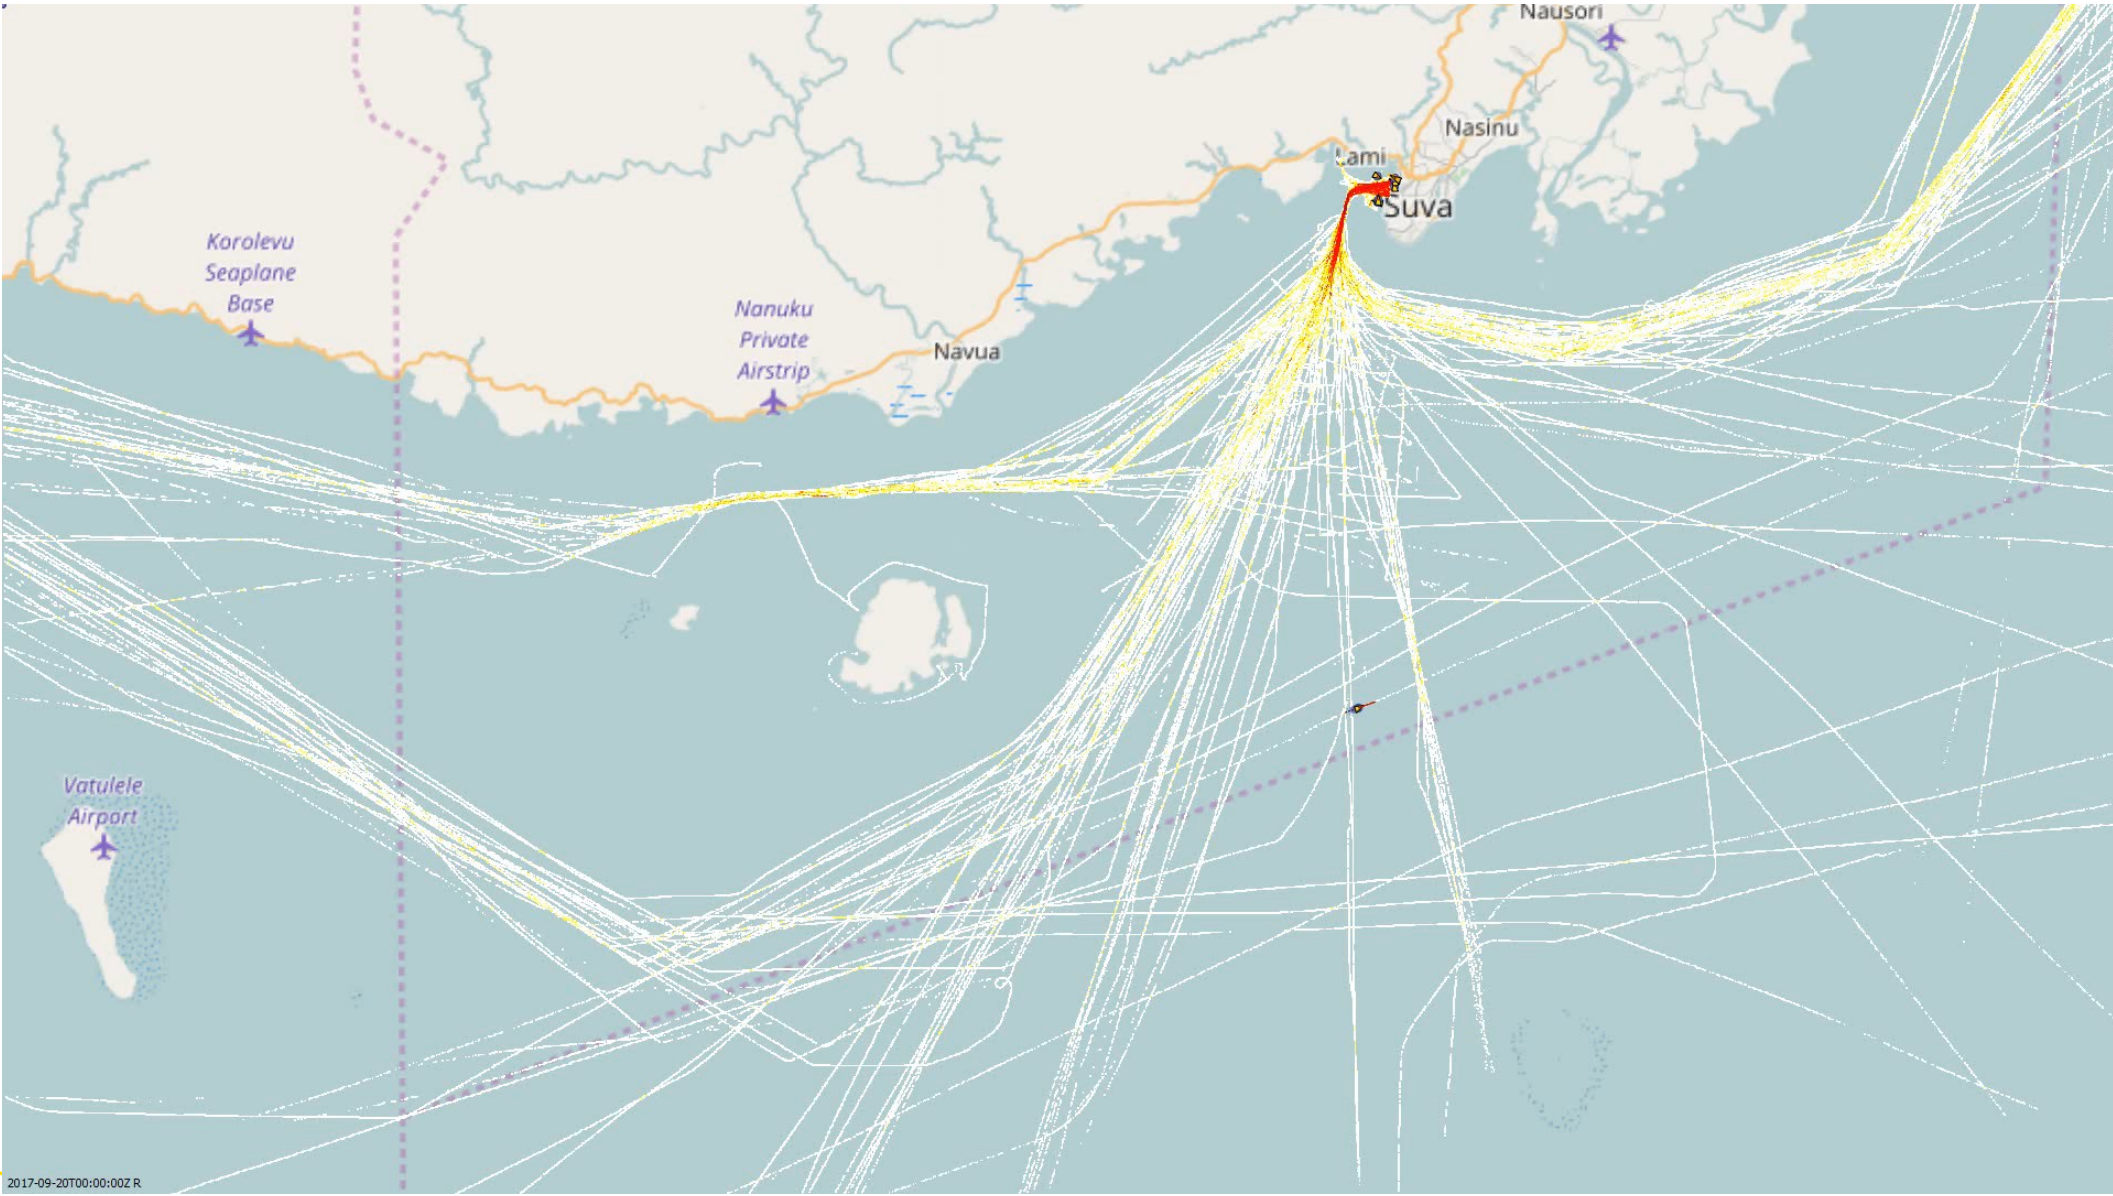 Nausori
Nasinu
Lami
Suva
Korolevu
Seaplane
Base
Nanuku
Private
Airstrip
Navua
Vatulele
Airport
2017-09-20T00:00:00Z R